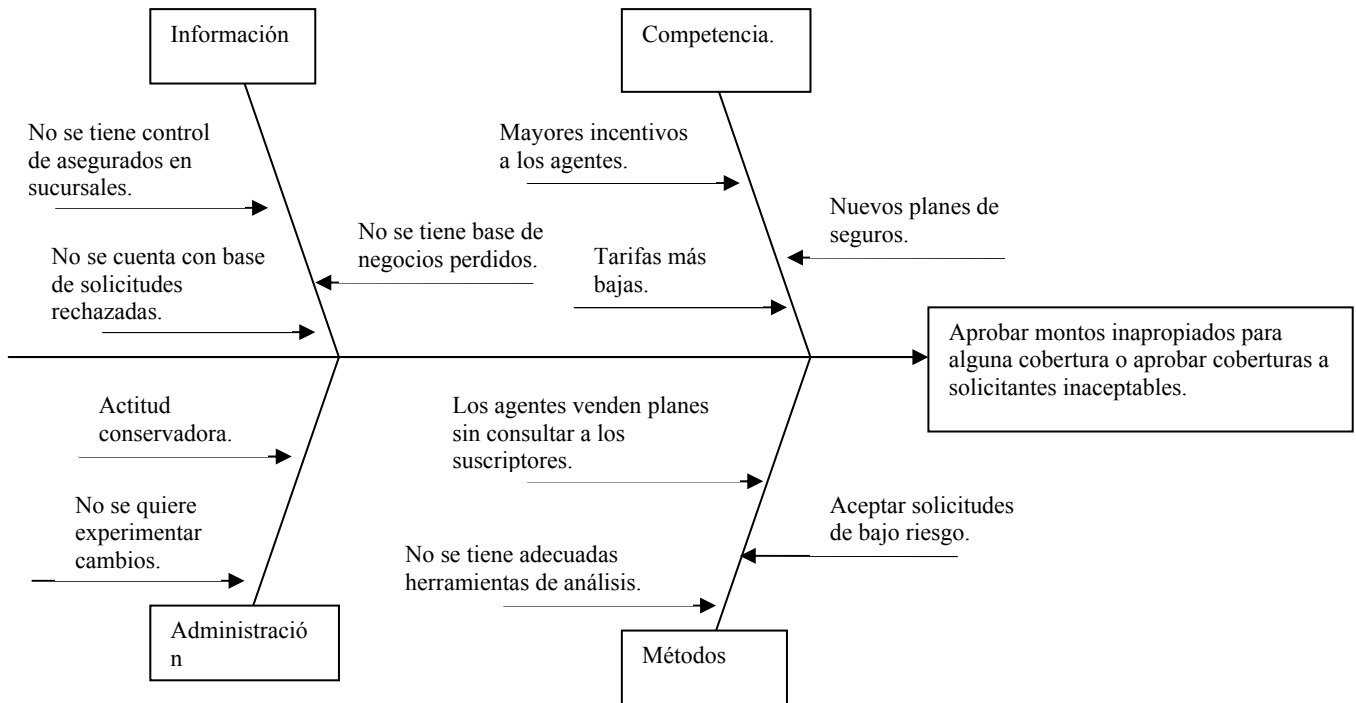 Información
Competencia.
No se tiene control
de asegurados en
sucursales.
Mayores incentivos
a los agentes.
Nuevos planes de
seguros.
No se tiene base de
negocios perdidos.
No se cuenta con base
de solicitudes
rechazadas.
Tarifas más
bajas.
Aprobar montos inapropiados para
alguna cobertura o aprobar coberturas a
solicitantes inaceptables.
Actitud
conservadora.
Los agentes venden planes
sin consultar a los
suscriptores.
No se quiere
experimentar
cambios.
Aceptar solicitudes
de bajo riesgo.
No se tiene adecuadas
herramientas de análisis.
Administració
n
Métodos